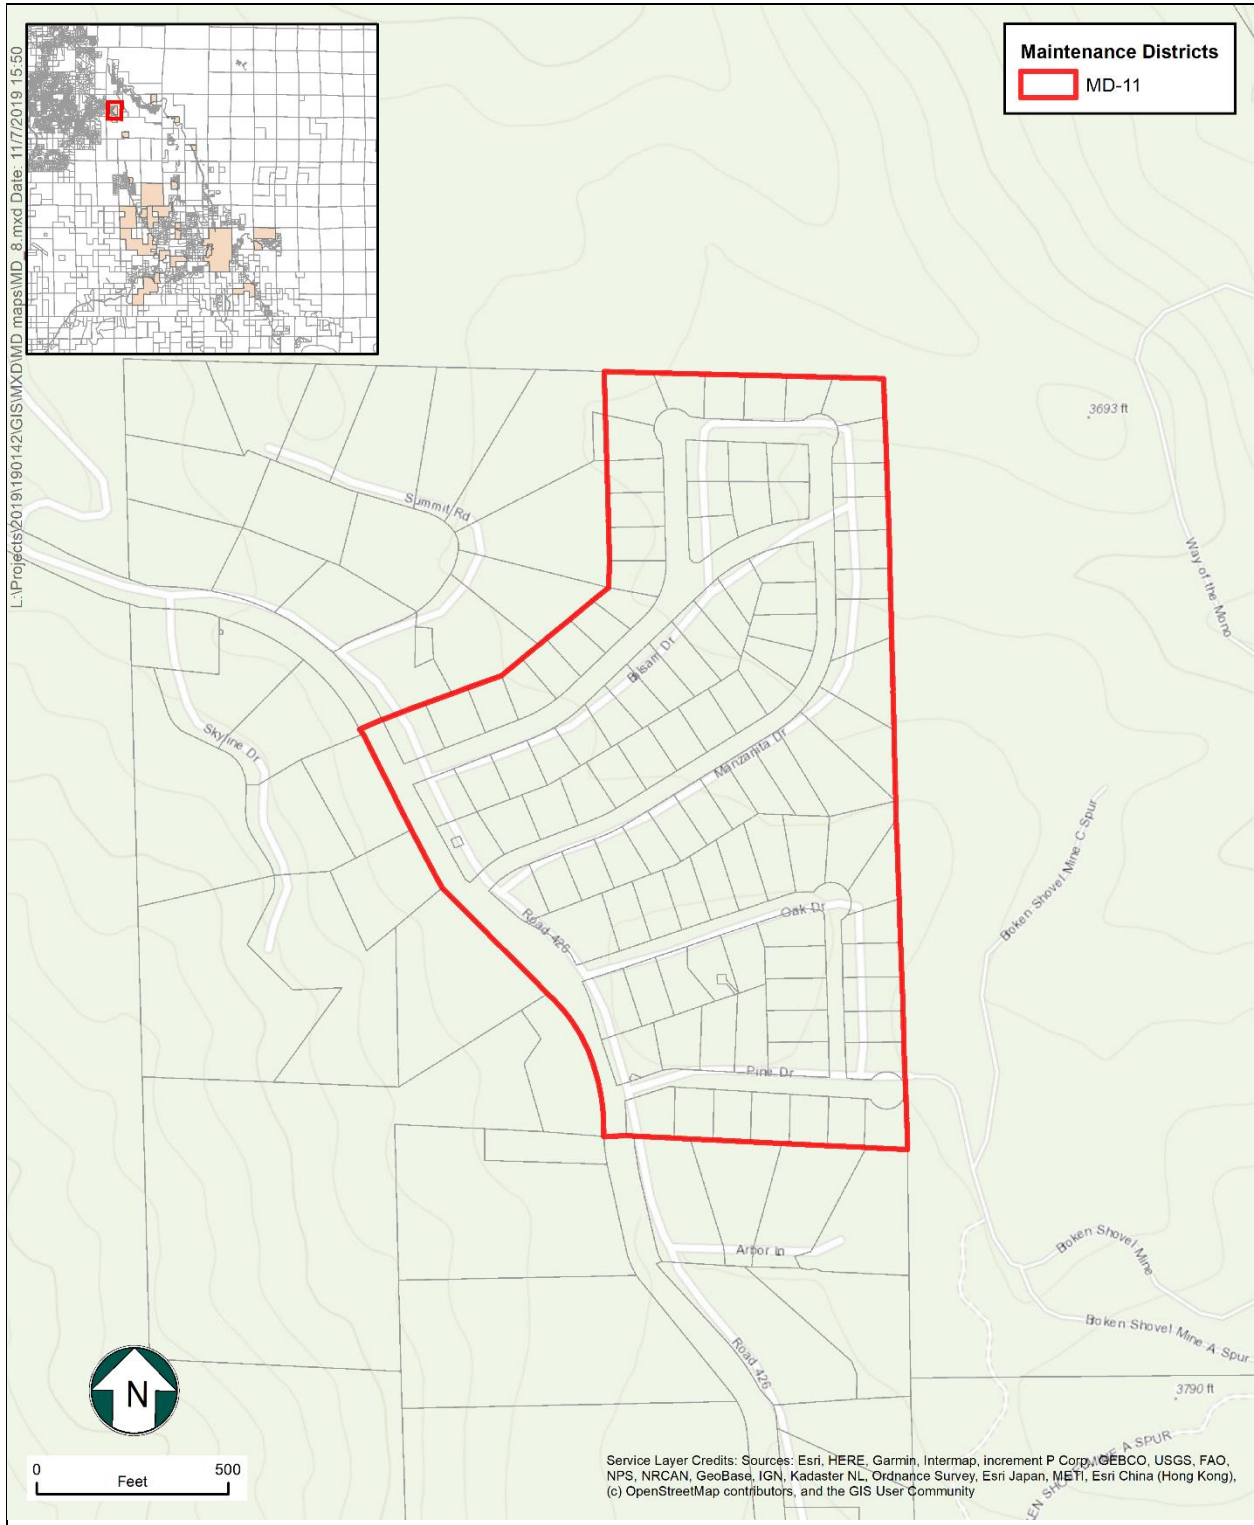 L:\Projects\2019\190142\GIS\MXD\MD maps\MD_8.mxd Date: 11/7/2019 15:50
Maintenance Districts
MD-11
3693 ft
Summit Rd
Way of the Mono
Balsam Dr
Skyline Dr
Manzanita Dr
Boken Shovel Mine C Spur
Oak Dr
Road 426
Pine Dr
Arbor ln
Boken Shovel Mine
Boken Shovel Mine A Spur
Road 426
3790 ft
N
0 500
Feet
KEN SHOVEL MINE A SPUR
Service Layer Credits: Sources: Esri, HERE, Garmin, Intermap, increment P Corp., GEBCO, USGS, FAO,
NPS, NRCAN, GeoBase, IGN, Kadaster NL, Ordnance Survey, Esri Japan, METI, Esri China (Hong Kong),
(c) OpenStreetMap contributors, and the GIS User Community